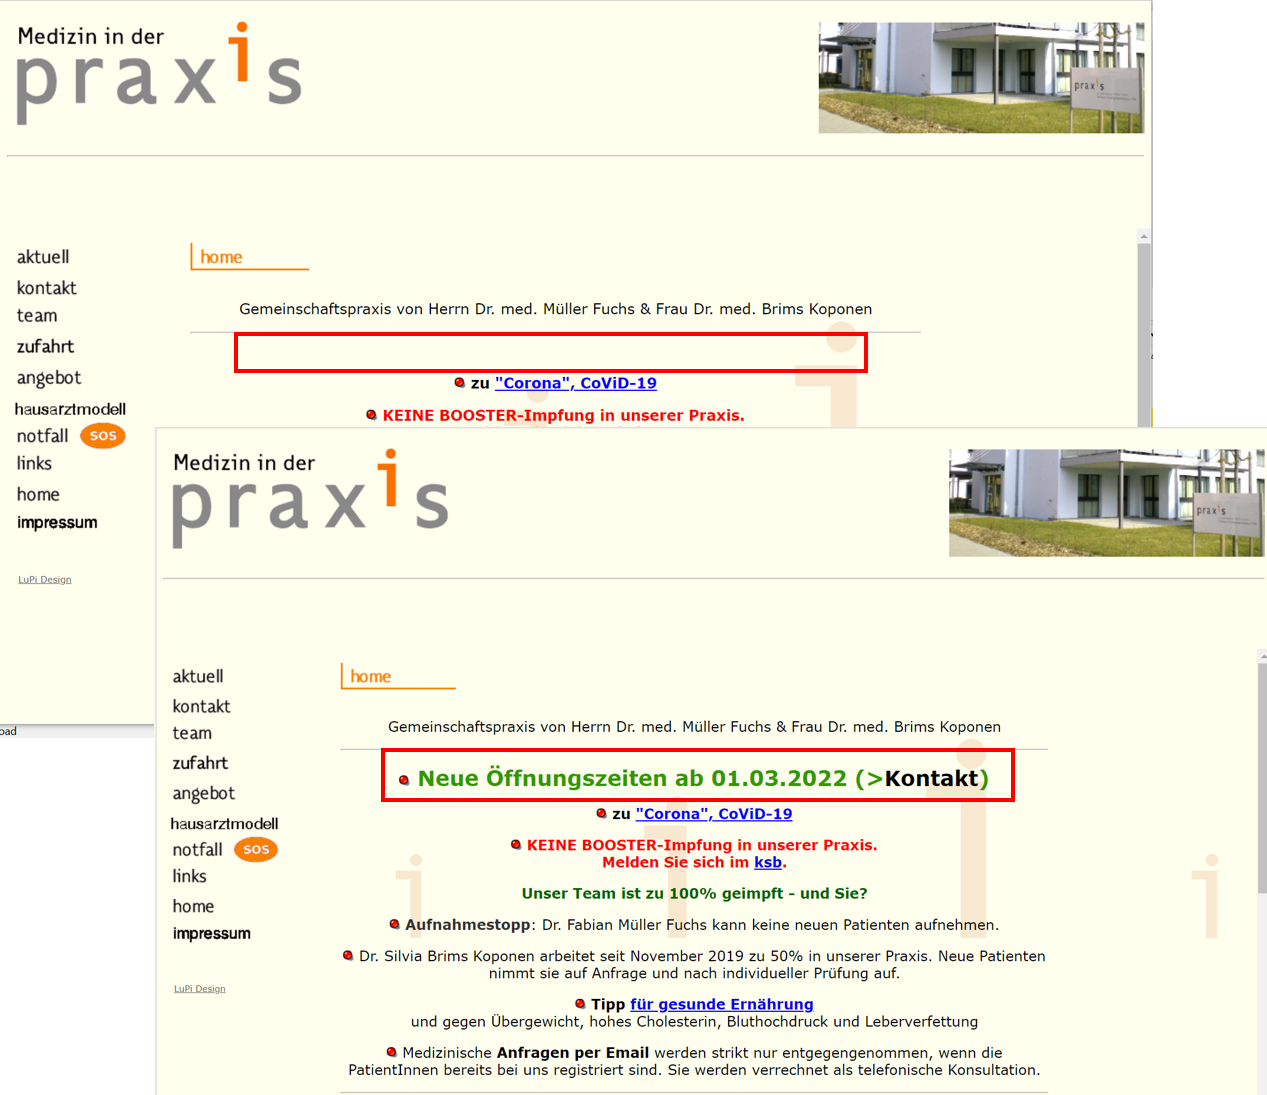 Medizin in der
praxis
praxis
aktuell
kontakt
team
zufahrt
angebot
hausarztmodell
notfall SOS
links
home
impressum
LuPi Design
home
Gemeinschaftspraxis von Herrn Dr. med. Müller Fuchs & Frau Dr. med. Brims Koponen
zu "Corona", CoViD-19
KEINE BOOSTER-Impfung in unserer Praxis.
oad
Medizin in der
praxis
praxis
aktuell
kontakt
team
zufahrt
angebot
hausarztmodell
notfall SOS
links
home
impressum
LuPi Design
home
Gemeinschaftspraxis von Herrn Dr. med. Müller Fuchs & Frau Dr. med. Brims Koponen
Neue Öffnungszeiten ab 01.03.2022 (>Kontakt)
zu "Corona", CoViD-19
KEINE BOOSTER-Impfung in unserer Praxis.
Melden Sie sich im ksb.
Unser Team ist zu 100% geimpft - und Sie?
Aufnahmestopp: Dr. Fabian Müller Fuchs kann keine neuen Patienten aufnehmen.
Dr. Silvia Brims Koponen arbeitet seit November 2019 zu 50% in unserer Praxis. Neue Patienten
nimmt sie auf Anfrage und nach individueller Prüfung auf.
Tipp für gesunde Ernährung
und gegen Übergewicht, hohes Cholesterin, Bluthochdruck und Leberverfettung
Medizinische Anfragen per Email werden strikt nur entgegengenommen, wenn die
PatientInnen bereits bei uns registriert sind. Sie werden verrechnet als telefonische Konsultation.